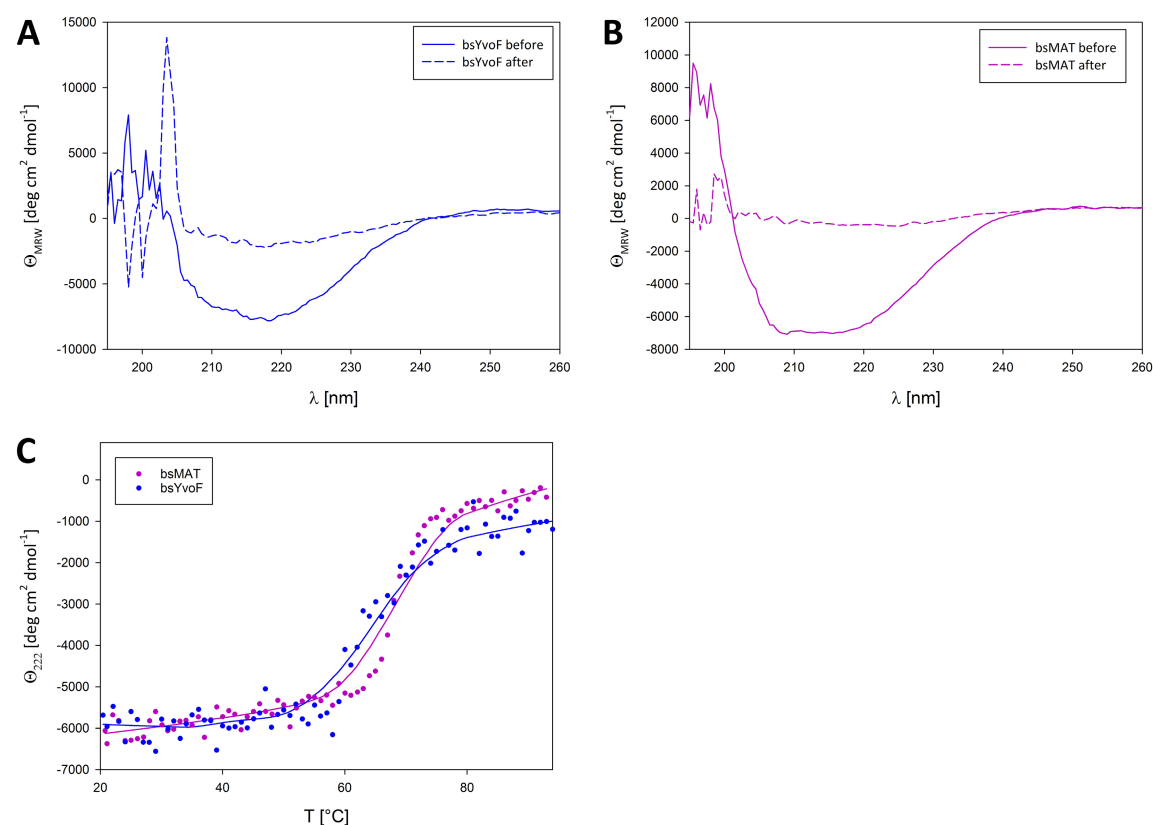 A
15000
10000
5000
0
-5000
-10000
ΘMRW [deg cm² dmol⁻¹]
bsYvoF before
bsYvoF after
200 210 220 230 240 250 260
λ [nm]
B
12000
10000
8000
6000
4000
2000
0
-2000
-4000
-6000
-8000
ΘMRW [deg cm² dmol⁻¹]
bsMAT before
bsMAT after
200 210 220 230 240 250 260
λ [nm]
C
0
-1000
-2000
-3000
-4000
-5000
-6000
-7000
Θ222 [deg cm² dmol⁻¹]
bsMAT
bsYvoF
20 40 60 80
T [°C]